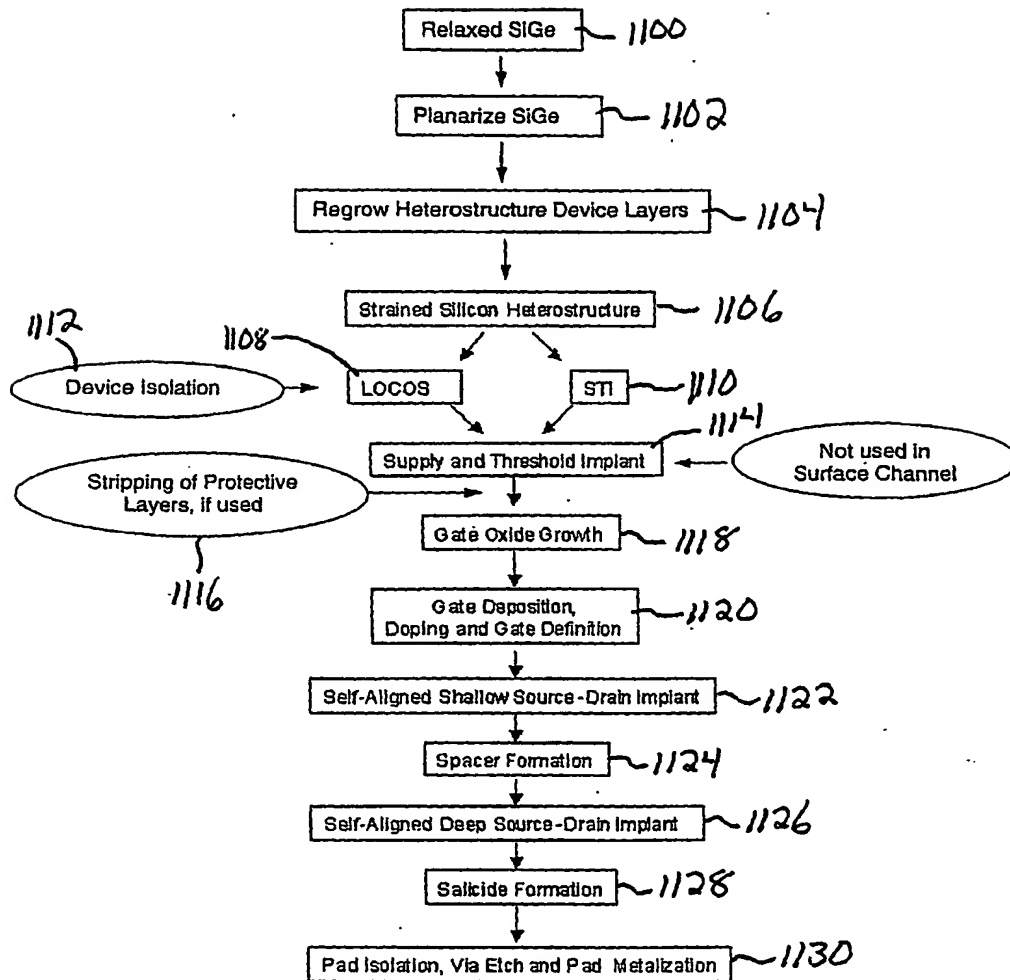 Relaxed SiGe 1100
Planarize SiGe 1102
Regrow Heterostructure Device Layers 1104
Strained Silicon Heterostructure 1106
1112
1108
Device Isolation
LOCOS
STI 1110
1114
Supply and Threshold Implant
Not used in
Surface Channel
Stripping of Protective
Layers, if used
1116
Gate Oxide Growth 1118
Gate Deposition,
Doping and Gate Definition
1120
Self-Aligned Shallow Source-Drain Implant 1122
Spacer Formation 1124
Self-Aligned Deep Source-Drain Implant 1126
Salicide Formation 1128
Pad Isolation, Via Etch and Pad Metalization 1130